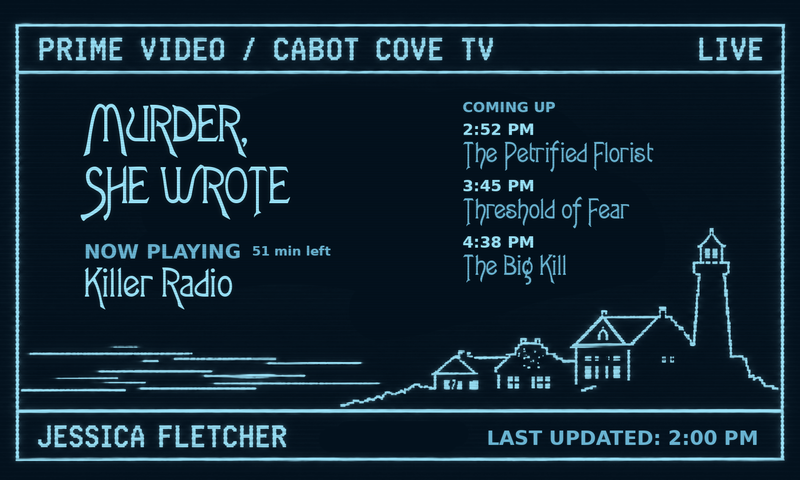 PRIME VIDEO / CABOT COVE TV
LIVE
MURDER,
SHE WROTE
NOW PLAYING 51 min left
Killer Radio
COMING UP
2:52 PM
The Petrified Florist
3:45 PM
Threshold of Fear
4:38 PM
The Big Kill
JESSICA FLETCHER
LAST UPDATED: 2:00 PM